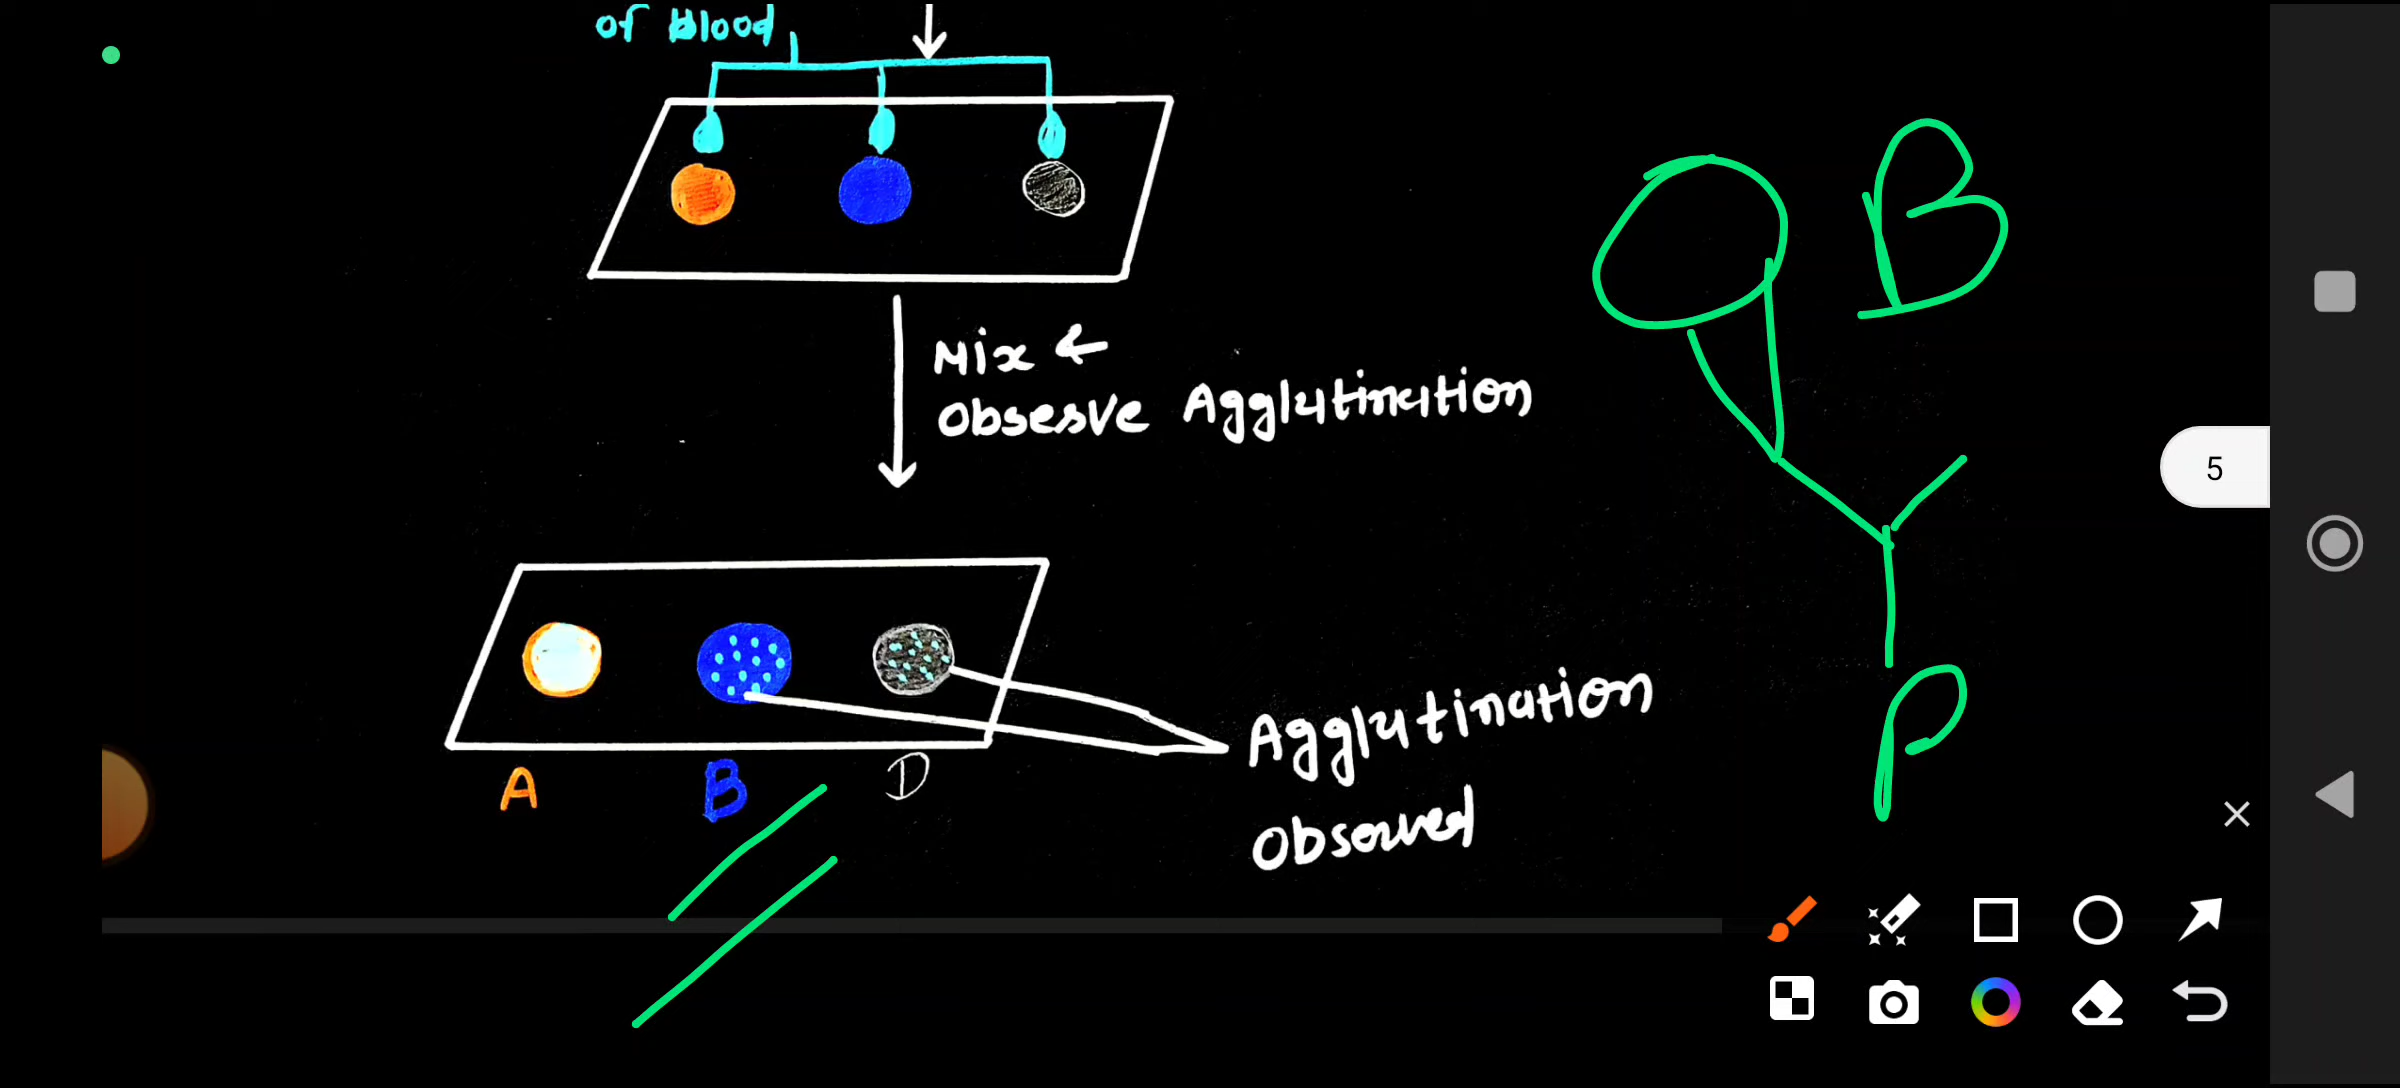 of Blood
Mix &
Obsesve Agglutination
A
B
D
Agglutination
Observed
B
P
5